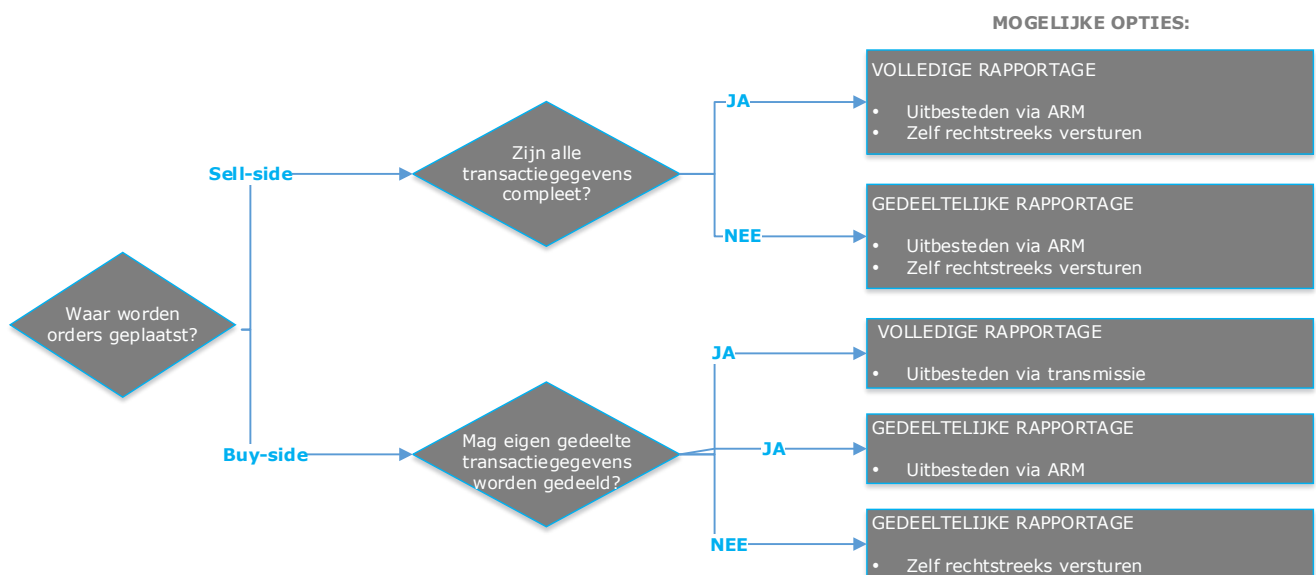 MOGELIJKE OPTIES:
VOLLEDIGE RAPPORTAGE
• Uitbesteden via ARM
• Zelf rechtstreeks versturen
JA
Zijn alle
transactiegegevens
compleet?
Sell-side
GEDEELTELIJKE RAPPORTAGE
• Uitbesteden via ARM
• Zelf rechtstreeks versturen
NEE
Waar worden
orders geplaatst?
VOLLEDIGE RAPPORTAGE
• Uitbesteden via transmissie
JA
GEDEELTELIJKE RAPPORTAGE
• Uitbesteden via ARM
JA
Mag eigen gedeelte
transactiegegevens
worden gedeeld?
Buy-side
GEDEELTELIJKE RAPPORTAGE
• Zelf rechtstreeks versturen
NEE